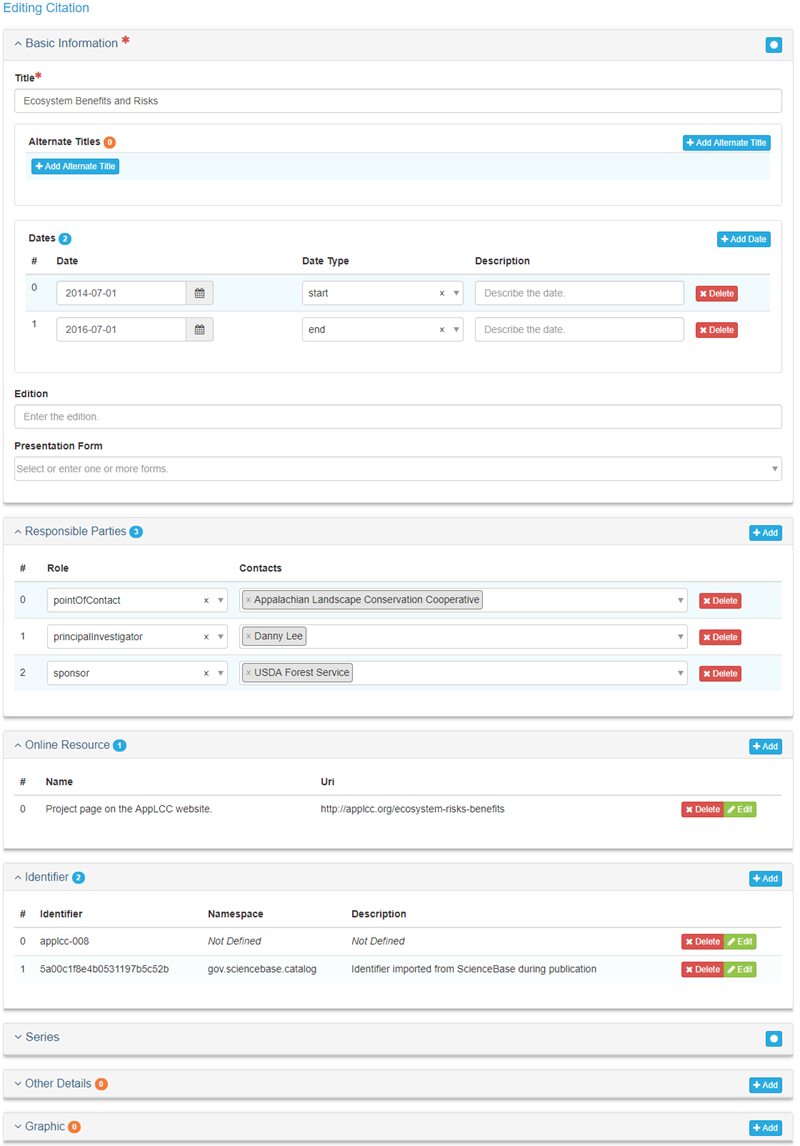 Editing Citation
Basic Information *
Title*
Ecosystem Benefits and Risks
Alternate Titles 0 + Add Alternate Title
+ Add Alternate Title
Dates 2 + Add Date
# Date Date Type Description
0 2014-07-01 start x Describe the date. × Delete
1 2016-07-01 end x Describe the date. × Delete
Edition
Enter the edition.
Presentation Form
Select or enter one or more forms.
Responsible Parties 3 + Add
# Role Contacts
0 pointOfContact x × Appalachian Landscape Conservation Cooperative × Delete
1 principalInvestigator x × Danny Lee × Delete
2 sponsor x × USDA Forest Service × Delete
Online Resource 1 + Add
# Name Uri
0 Project page on the AppLCC website. http://applcc.org/ecosystem-risks-benefits × Delete Edit
Identifier 2 + Add
# Identifier Namespace Description
0 applcc-008 Not Defined Not Defined × Delete Edit
1 5a00c1f8e4b0531197b5c52b gov.sciencebase.catalog Identifier imported from ScienceBase during publication × Delete Edit
Series
Other Details 0 + Add
Graphic 0 + Add